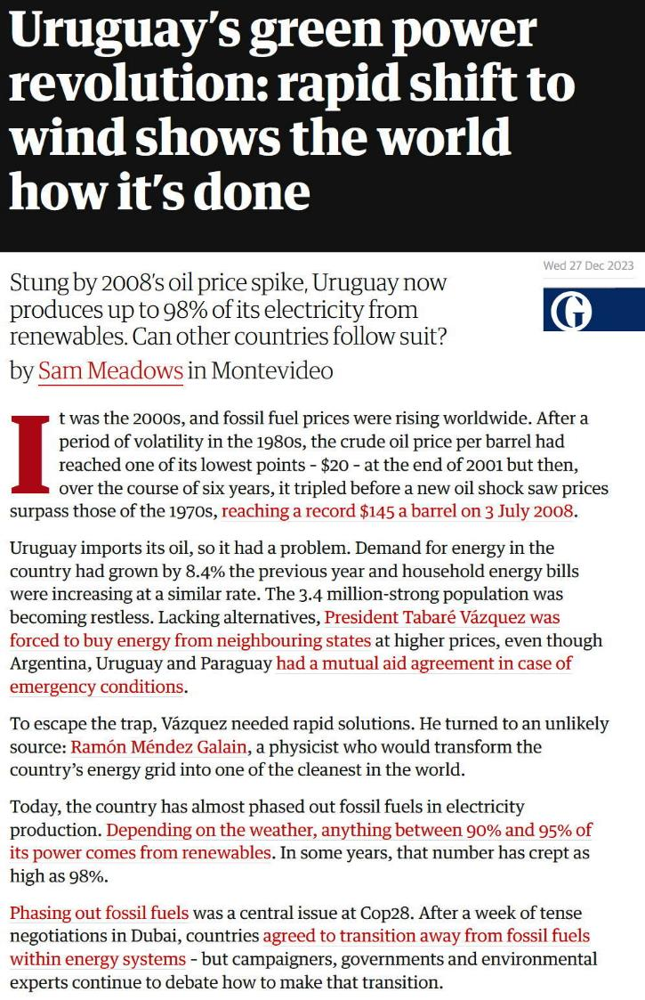 Uruguay's green power
revolution: rapid shift to
wind shows the world
how it's done
Wed 27 Dec 2023
Stung by 2008's oil price spike, Uruguay now
produces up to 98% of its electricity from
renewables. Can other countries follow suit?
by Sam Meadows in Montevideo
G
It was the 2000s, and fossil fuel prices were rising worldwide. After a
period of volatility in the 1980s, the crude oil price per barrel had
reached one of its lowest points - $20 - at the end of 2001 but then,
over the course of six years, it tripled before a new oil shock saw prices
surpass those of the 1970s, reaching a record $145 a barrel on 3 July 2008.
Uruguay imports its oil, so it had a problem. Demand for energy in the
country had grown by 8.4% the previous year and household energy bills
were increasing at a similar rate. The 3.4 million-strong population was
becoming restless. Lacking alternatives, President Tabaré Vázquez was
forced to buy energy from neighbouring states at higher prices, even though
Argentina, Uruguay and Paraguay had a mutual aid agreement in case of
emergency conditions.
To escape the trap, Vázquez needed rapid solutions. He turned to an unlikely
source: Ramón Méndez Galain, a physicist who would transform the
country's energy grid into one of the cleanest in the world.
Today, the country has almost phased out fossil fuels in electricity
production. Depending on the weather, anything between 90% and 95% of
its power comes from renewables. In some years, that number has crept as
high as 98%.
Phasing out fossil fuels was a central issue at Cop28. After a week of tense
negotiations in Dubai, countries agreed to transition away from fossil fuels
within energy systems - but campaigners, governments and environmental
experts continue to debate how to make that transition.